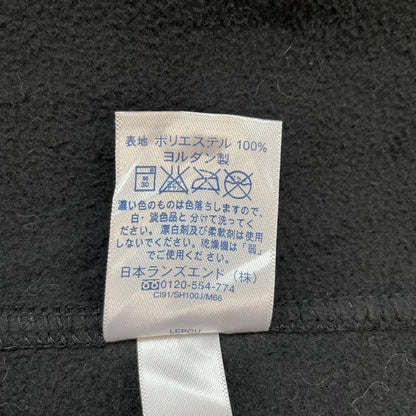 表地 ポリエステル 100%
ヨルダン製
弱
30
濃い色のものは色落ちしますので、
白・淡色品と分けて洗ってくだ
さい。漂白剤及び柔軟剤は使用
しないでください。乾燥機は「弱」
でご使用ください。
日本ランズエンド(株)
0120-554-774
CI91/SH100J/M66